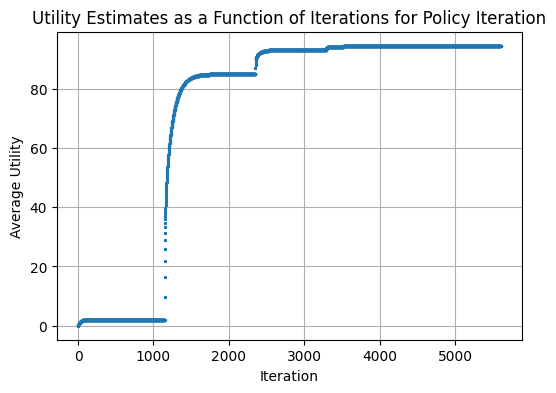 Utility Estimates as a Function of Iterations for Policy Iteration
Average Utility
80
60
40
20
0
0 1000 2000 3000 4000 5000
Iteration